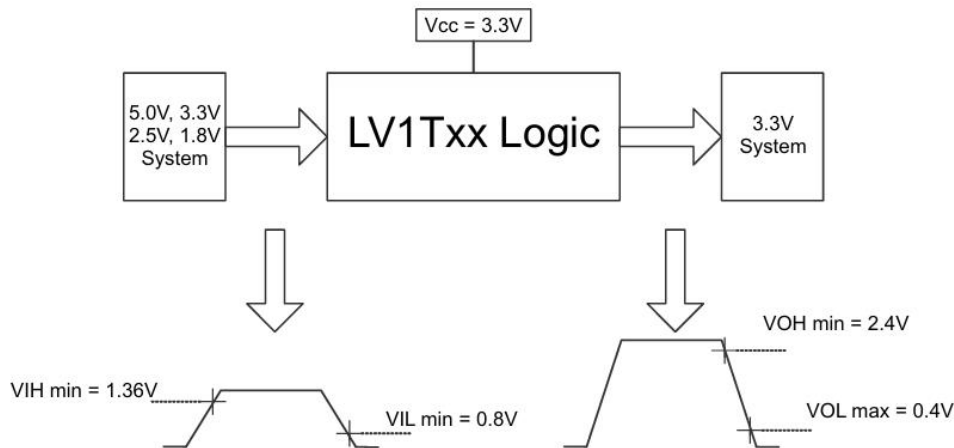 Vcc = 3.3V
5.0V, 3.3V
2.5V, 1.8V
System
LV1Txx Logic
3.3V
System
VOH min = 2.4V
VIH min = 1.36V
VIL min = 0.8V
VOL max = 0.4V